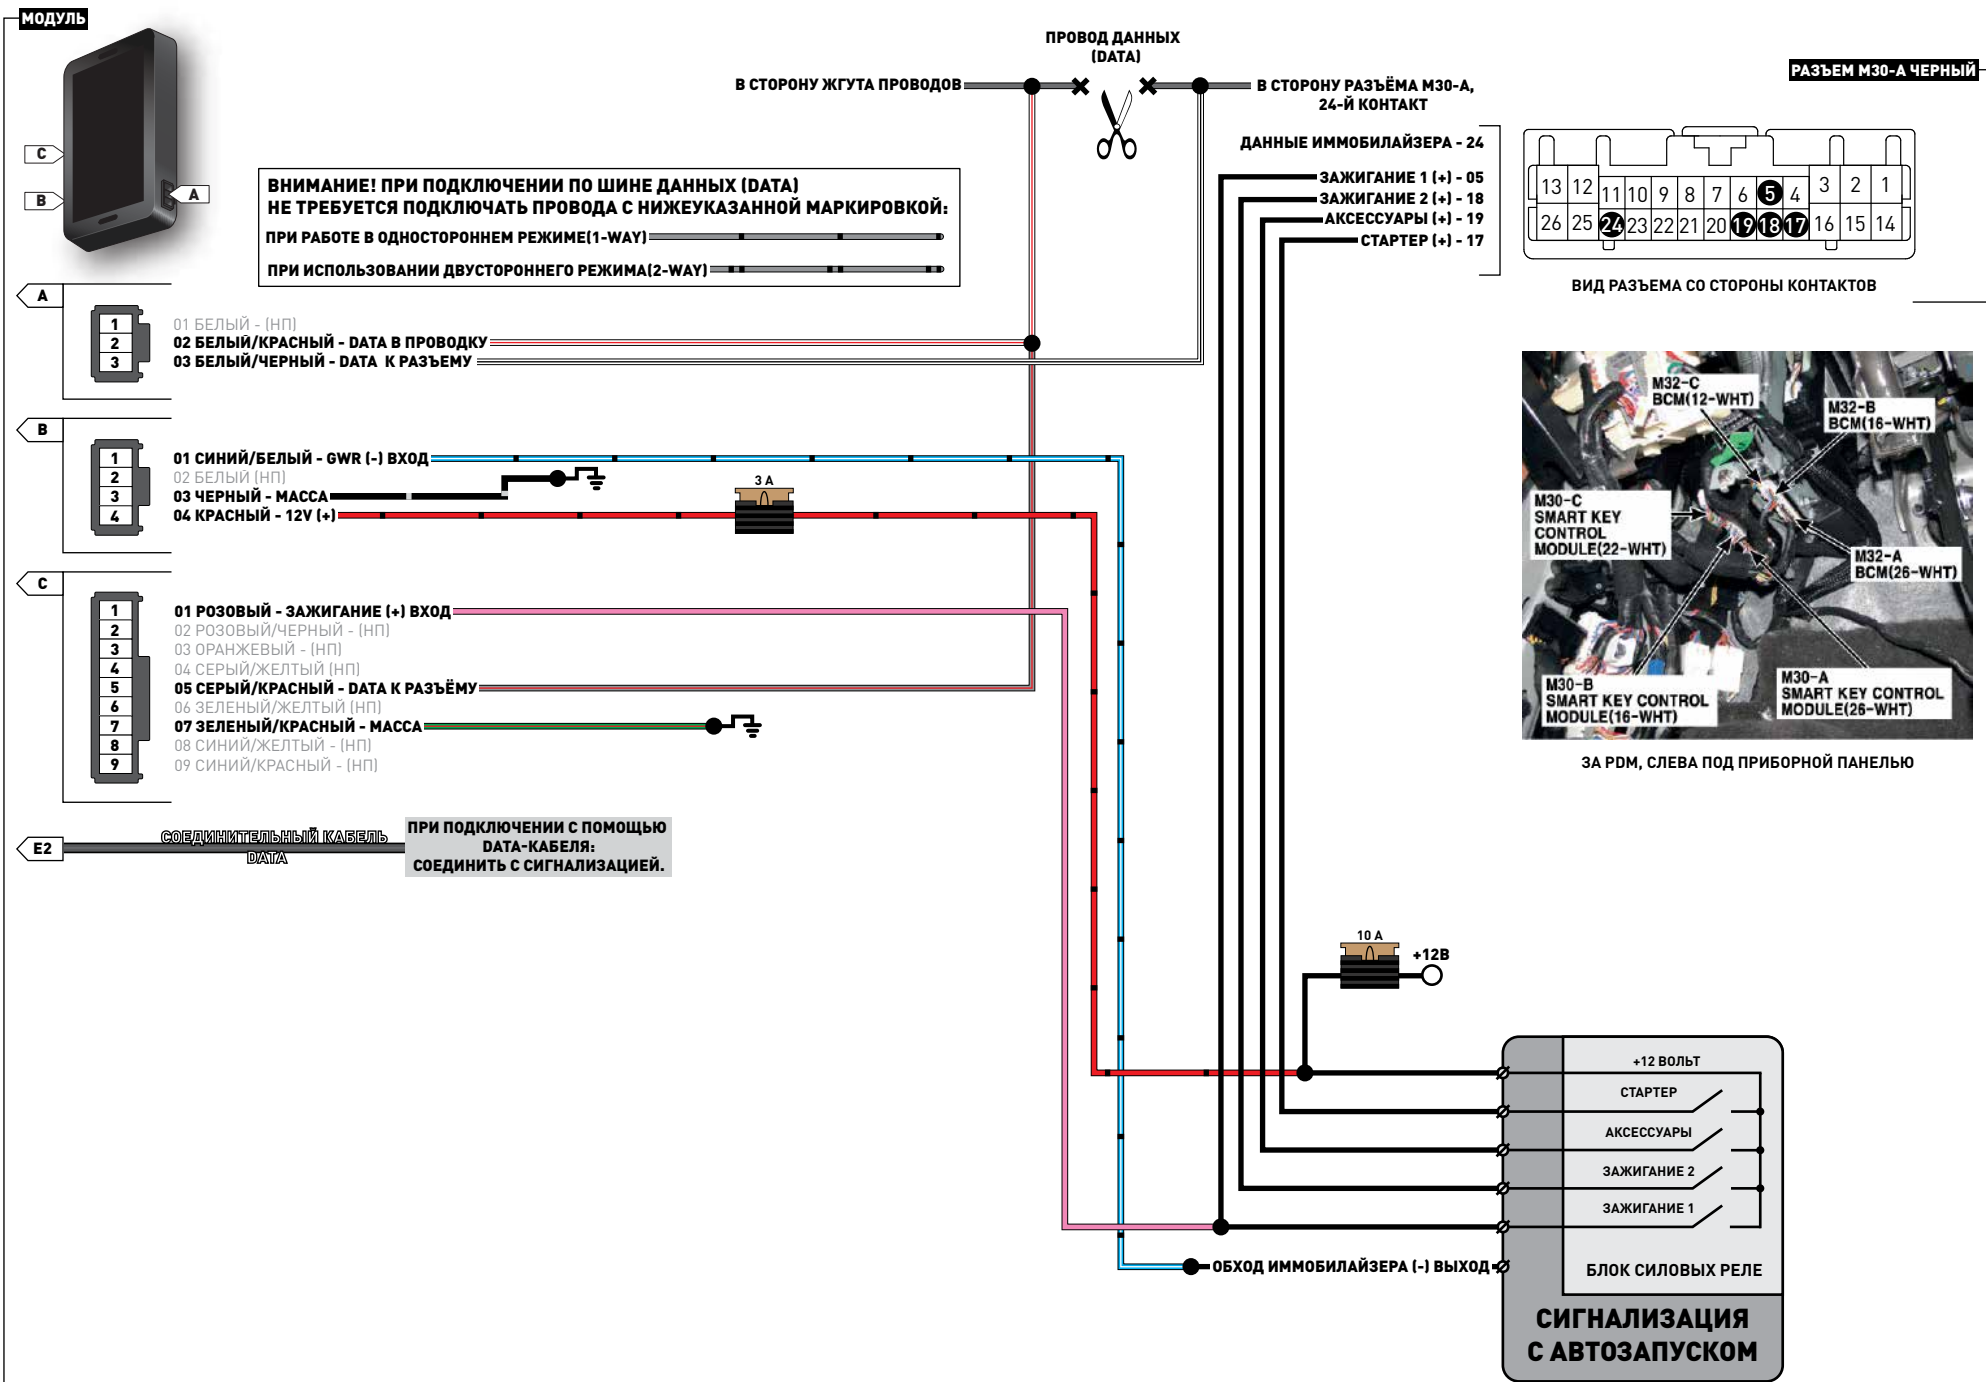 МОДУЛЬ
C
B
A
ПРОВОД ДАННЫХ
(DATA)
В СТОРОНУ ЖГУТА ПРОВОДОВ
В СТОРОНУ РАЗЪЁМА М30-А,
24-Й КОНТАКТ
РАЗЪЕМ М30-А ЧЕРНЫЙ
ВНИМАНИЕ! ПРИ ПОДКЛЮЧЕНИИ ПО ШИНЕ ДАННЫХ (DATA)
НЕ ТРЕБУЕТСЯ ПОДКЛЮЧАТЬ ПРОВОДА С НИЖЕУКАЗАННОЙ МАРКИРОВКОЙ:
ПРИ РАБОТЕ В ОДНОСТОРОННЕМ РЕЖИМЕ(1-WAY)
ПРИ ИСПОЛЬЗОВАНИИ ДВУСТОРОННЕГО РЕЖИМА(2-WAY)
ДАННЫЕ ИММОБИЛАЙЗЕРА - 24
ЗАЖИГАНИЕ 1 (+) - 05
ЗАЖИГАНИЕ 2 (+) - 18
АКСЕССУАРЫ (+) - 19
СТАРТЕР (+) - 17
13 12 11 10 9 8 7 6 5 4 3 2 1
26 25 24 23 22 21 20 19 18 17 16 15 14
ВИД РАЗЪЕМА СО СТОРОНЫ КОНТАКТОВ
A
1
2
3
01 БЕЛЫЙ - (НП)
02 БЕЛЫЙ/КРАСНЫЙ - DATA В ПРОВОДКУ
03 БЕЛЫЙ/ЧЕРНЫЙ - DATA К РАЗЪЕМУ
B
1
2
3
4
01 СИНИЙ/БЕЛЫЙ - GWR (-) ВХОД
02 БЕЛЫЙ (НП)
03 ЧЕРНЫЙ - МАССА
04 КРАСНЫЙ - 12V (+)
3 А
C
1
2
3
4
5
6
7
8
9
01 РОЗОВЫЙ - ЗАЖИГАНИЕ (+) ВХОД
02 РОЗОВЫЙ/ЧЕРНЫЙ - (НП)
03 ОРАНЖЕВЫЙ - (НП)
04 СЕРЫЙ/ЖЕЛТЫЙ (НП)
05 СЕРЫЙ/КРАСНЫЙ - DATA К РАЗЪЁМУ
06 ЗЕЛЕНЫЙ/ЖЕЛТЫЙ (НП)
07 ЗЕЛЕНЫЙ/КРАСНЫЙ - МАССА
08 СИНИЙ/ЖЕЛТЫЙ - (НП)
09 СИНИЙ/КРАСНЫЙ - (НП)
E2
СОЕДИНИТЕЛЬНЫЙ КАБЕЛЬ
DATA
ПРИ ПОДКЛЮЧЕНИИ С ПОМОЩЬЮ
DATA-КАБЕЛЯ:
СОЕДИНИТЬ С СИГНАЛИЗАЦИЕЙ.
M32-C
BCM(12-WHT)
M32-B
BCM(16-WHT)
M30-C
SMART KEY
CONTROL
MODULE(22-WHT)
M32-A
BCM(26-WHT)
M30-B
SMART KEY CONTROL
MODULE(16-WHT)
M30-A
SMART KEY CONTROL
MODULE(26-WHT)
ЗА PDM, СЛЕВА ПОД ПРИБОРНОЙ ПАНЕЛЬЮ
10 А
+12В
+12 ВОЛЬТ
СТАРТЕР
АКСЕССУАРЫ
ЗАЖИГАНИЕ 2
ЗАЖИГАНИЕ 1
ОБХОД ИММОБИЛАЙЗЕРА (-) ВЫХОД
БЛОК СИЛОВЫХ РЕЛЕ
СИГНАЛИЗАЦИЯ
С АВТОЗАПУСКОМ